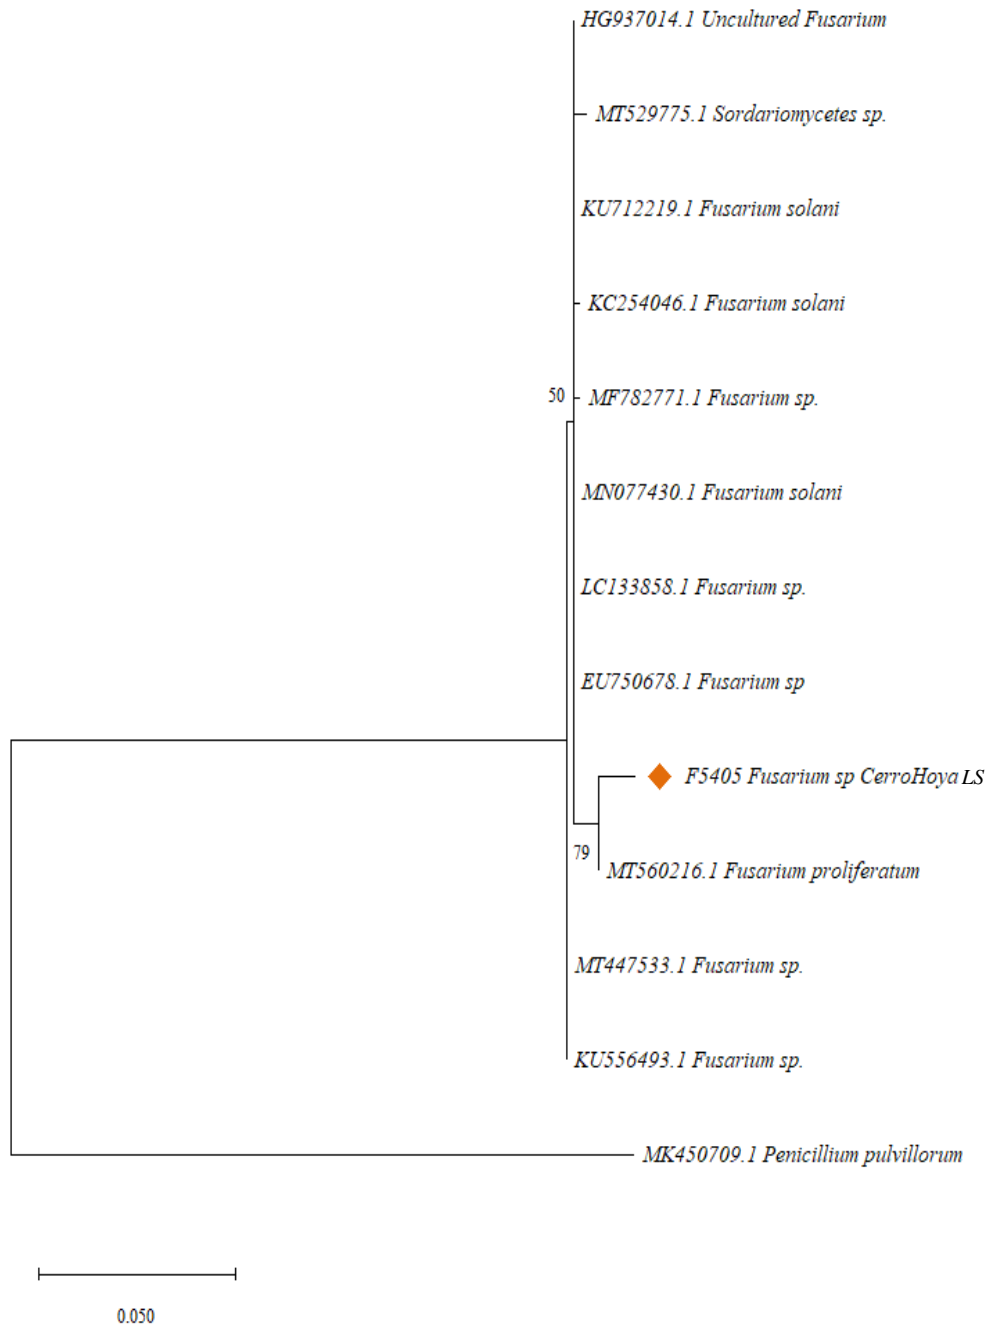 HG937014.1 Uncultured Fusarium
MT529775.1 Sordariomycetes sp.
KU712219.1 Fusarium solani
KC254046.1 Fusarium solani
50
MF782771.1 Fusarium sp.
MN077430.1 Fusarium solani
LC133858.1 Fusarium sp.
EU750678.1 Fusarium sp
F5405 Fusarium sp CerroHoya LS
79
MT560216.1 Fusarium proliferatum
MT447533.1 Fusarium sp.
KU556493.1 Fusarium sp.
MK450709.1 Penicillium pulvillorum
0.050